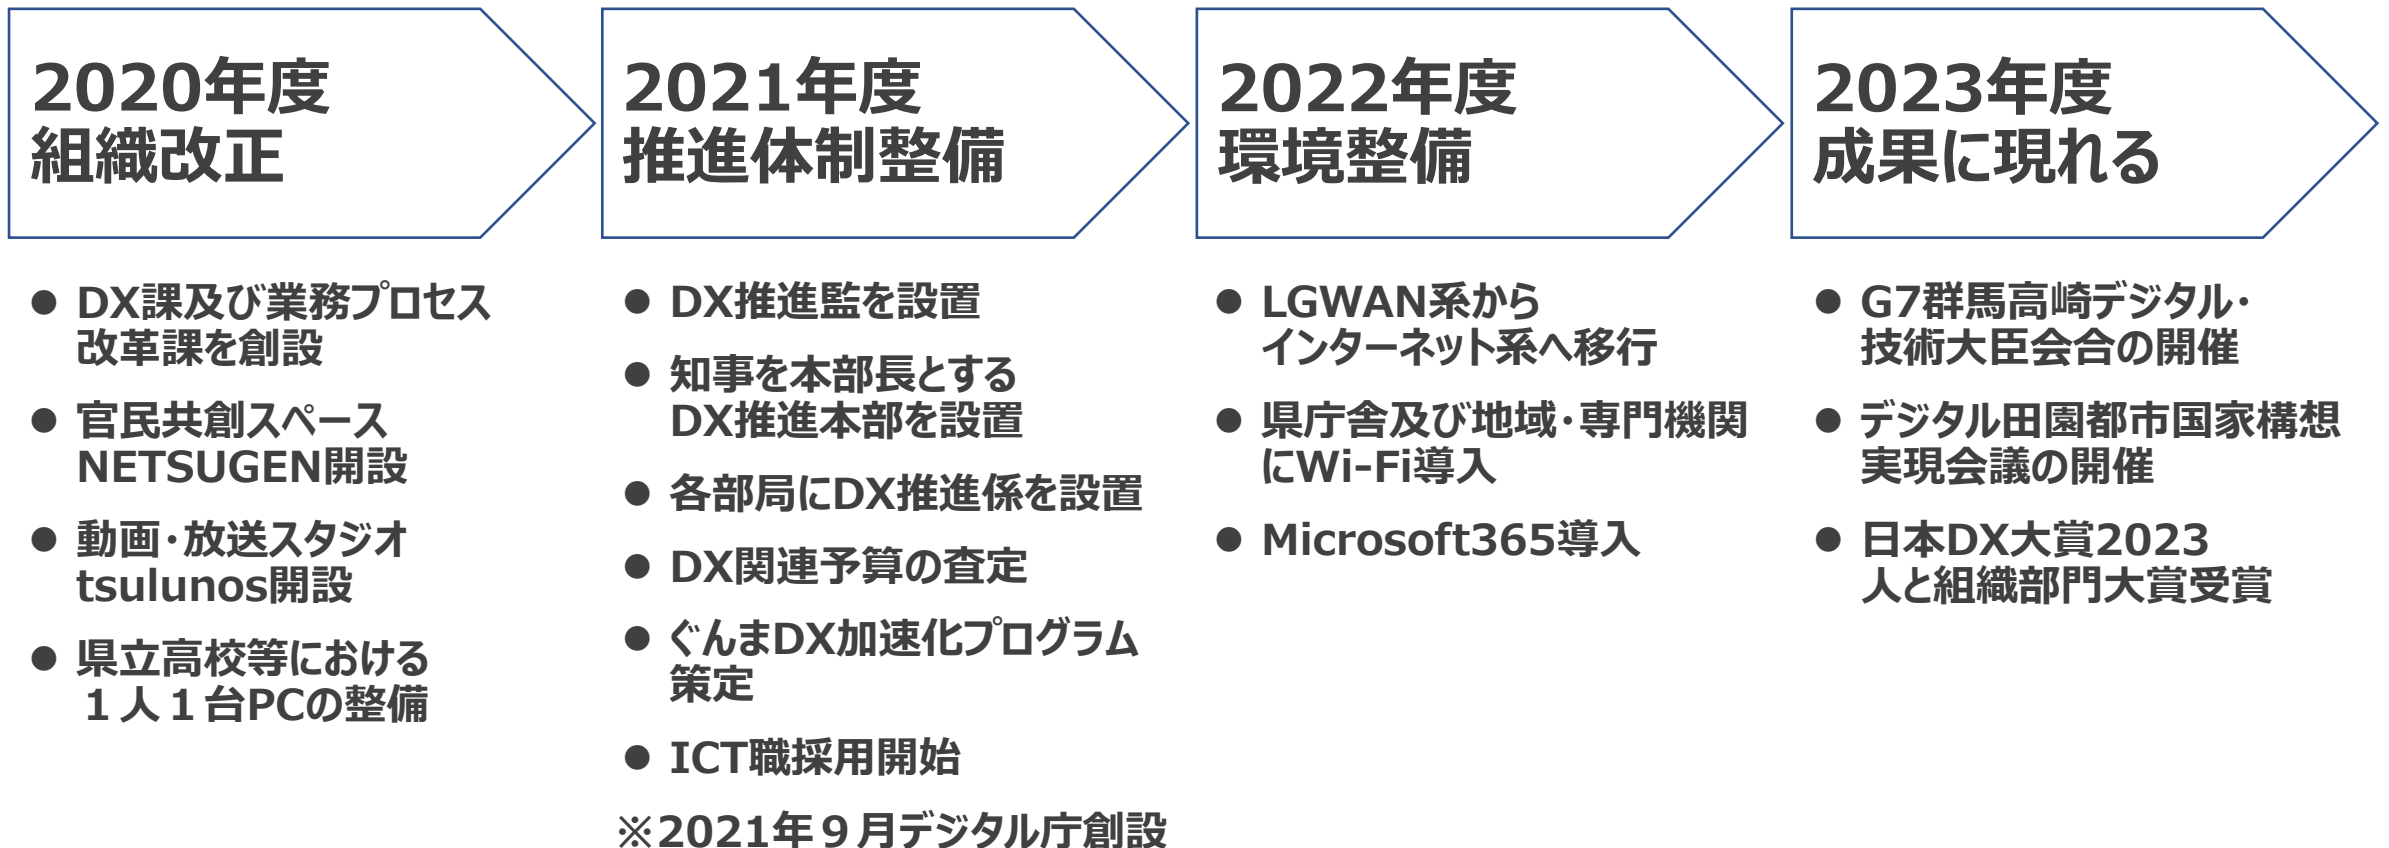 2020年度
組織改正
● DX課及び業務プロセス
改革課を創設
● 官民共創スペース
NETSUGEN開設
● 動画・放送スタジオ
tsulunos開設
● 県立高校等における
１人１台PCの整備
2021年度
推進体制整備
● DX推進監を設置
● 知事を本部長とする
DX推進本部を設置
● 各部局にDX推進係を設置
● DX関連予算の査定
● ぐんまDX加速化プログラム
策定
● ICT職採用開始
※2021年９月デジタル庁創設
2022年度
環境整備
● LGWAN系から
インターネット系へ移行
● 県庁舎及び地域・専門機関
にWi-Fi導入
● Microsoft365導入
2023年度
成果に現れる
● G7群馬高崎デジタル・
技術大臣会合の開催
● デジタル田園都市国家構想
実現会議の開催
● 日本DX大賞2023
人と組織部門大賞受賞